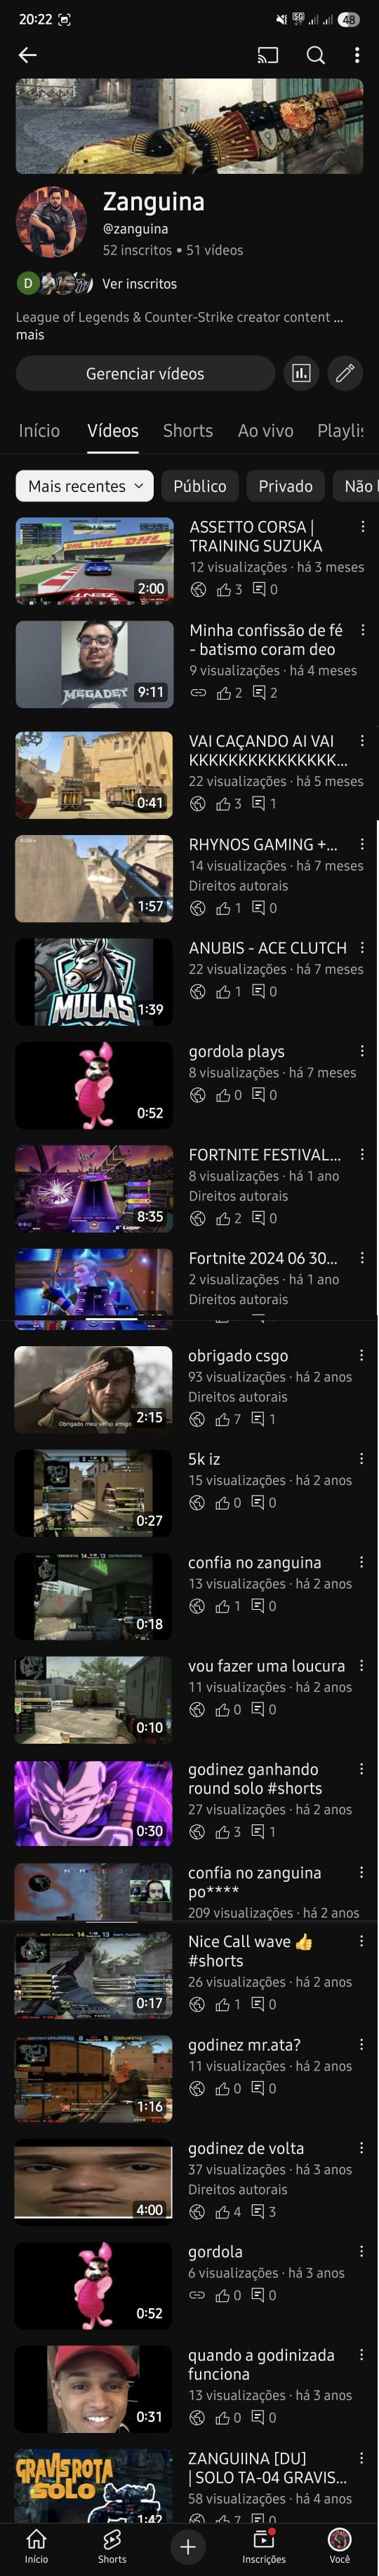 20:22
5G
48
Zanguina
@zanguina
52 inscritos • 51 vídeos
D
Ver inscritos
League of Legends & Counter-Strike creator content ...
mais
Gerenciar vídeos
Início Vídeos Shorts Ao vivo Playlis
Mais recentes Público Privado Não l
ASSETTO CORSA |
TRAINING SUZUKA
12 visualizações · há 3 meses
DHL DHL DHL
2:00
3 0
Minha confissão de fé
- batismo coram deo
9 visualizações · há 4 meses
MEGADET
9:11
2 2
VAI CAÇANDO AI VAI
KKKKKKKKKKKKKKK...
22 visualizações · há 5 meses
0:41
3 1
RHYNOS GAMING +...
14 visualizações · há 7 meses
Direitos autorais
1:57
1 0
ANUBIS - ACE CLUTCH
22 visualizações · há 7 meses
MULAS
1:39
1 0
gordola plays
8 visualizações · há 7 meses
0:52
0 0
FORTNITE FESTIVAL...
8 visualizações · há 1 ano
Direitos autorais
8:35
6° Lugar
2 0
Fortnite 2024 06 30...
2 visualizações · há 1 ano
Direitos autorais
obrigado csgo
93 visualizações · há 2 anos
Direitos autorais
2:15
Obrigado meu velho amigo
7 1
5k iz
15 visualizações · há 2 anos
0:27
0 0
confia no zanguina
13 visualizações · há 2 anos
0:18
1 0
vou fazer uma loucura
11 visualizações · há 2 anos
0:10
0 0
godinez ganhando
round solo #shorts
27 visualizações · há 2 anos
0:30
3 1
confia no zanguina
po****
209 visualizações · há 2 anos
Nice Call wave 👍
#shorts
26 visualizações · há 2 anos
0:17
1 0
godinez mr.ata?
11 visualizações · há 2 anos
1:16
0 0
godinez de volta
37 visualizações · há 3 anos
Direitos autorais
4:00
4 3
gordola
6 visualizações · há 3 anos
0:52
0 0
quando a godinizada
funciona
13 visualizações · há 3 anos
0:31
0 0
ZANGUIINA [DU]
| SOLO TA-04 GRAVIS...
58 visualizações · há 4 anos
GRAVISROTA
SOLO
1:42
7 0
Início Shorts Inscrições Você